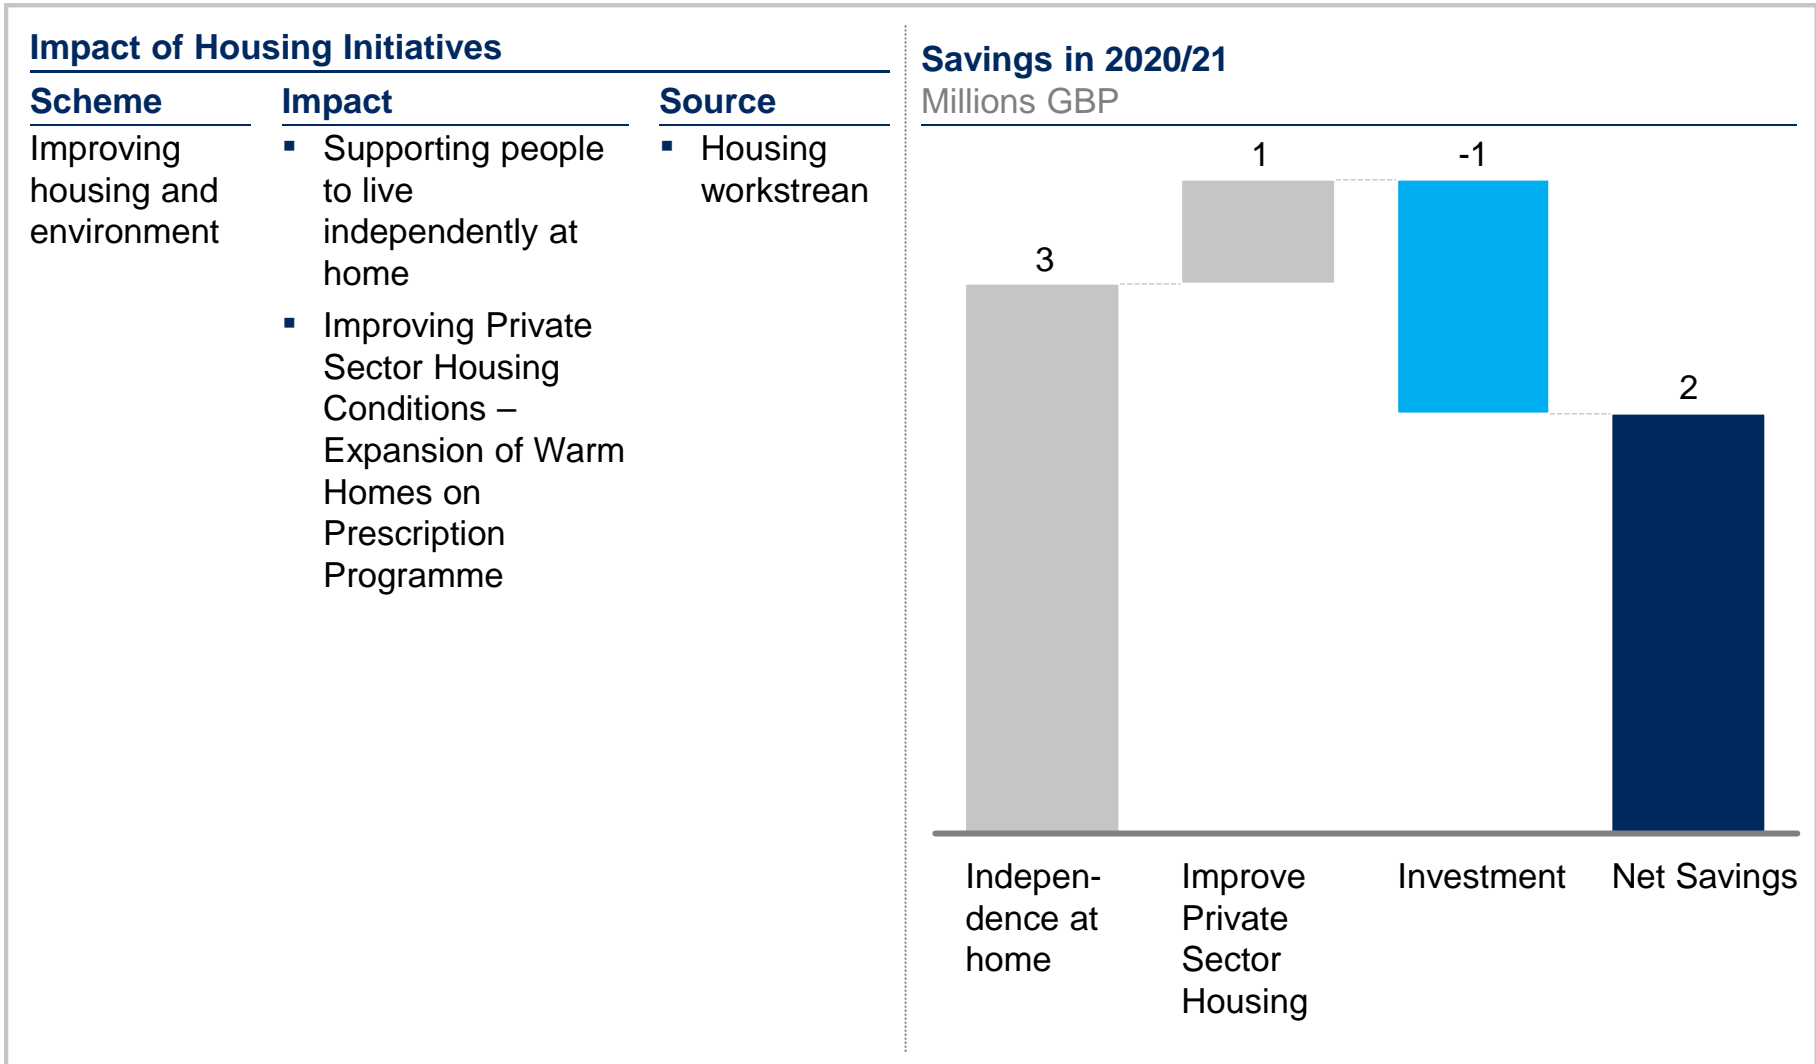 Impact of Housing Initiatives
Scheme
Impact
Source
Improving
housing and
environment
▪ Supporting people
to live
independently at
home
▪ Improving Private
Sector Housing
Conditions –
Expansion of Warm
Homes on
Prescription
Programme
▪ Housing
workstrean
Savings in 2020/21
Millions GBP
3
1
-1
2
Indepen-
dence at
home
Improve
Private
Sector
Housing
Investment
Net Savings